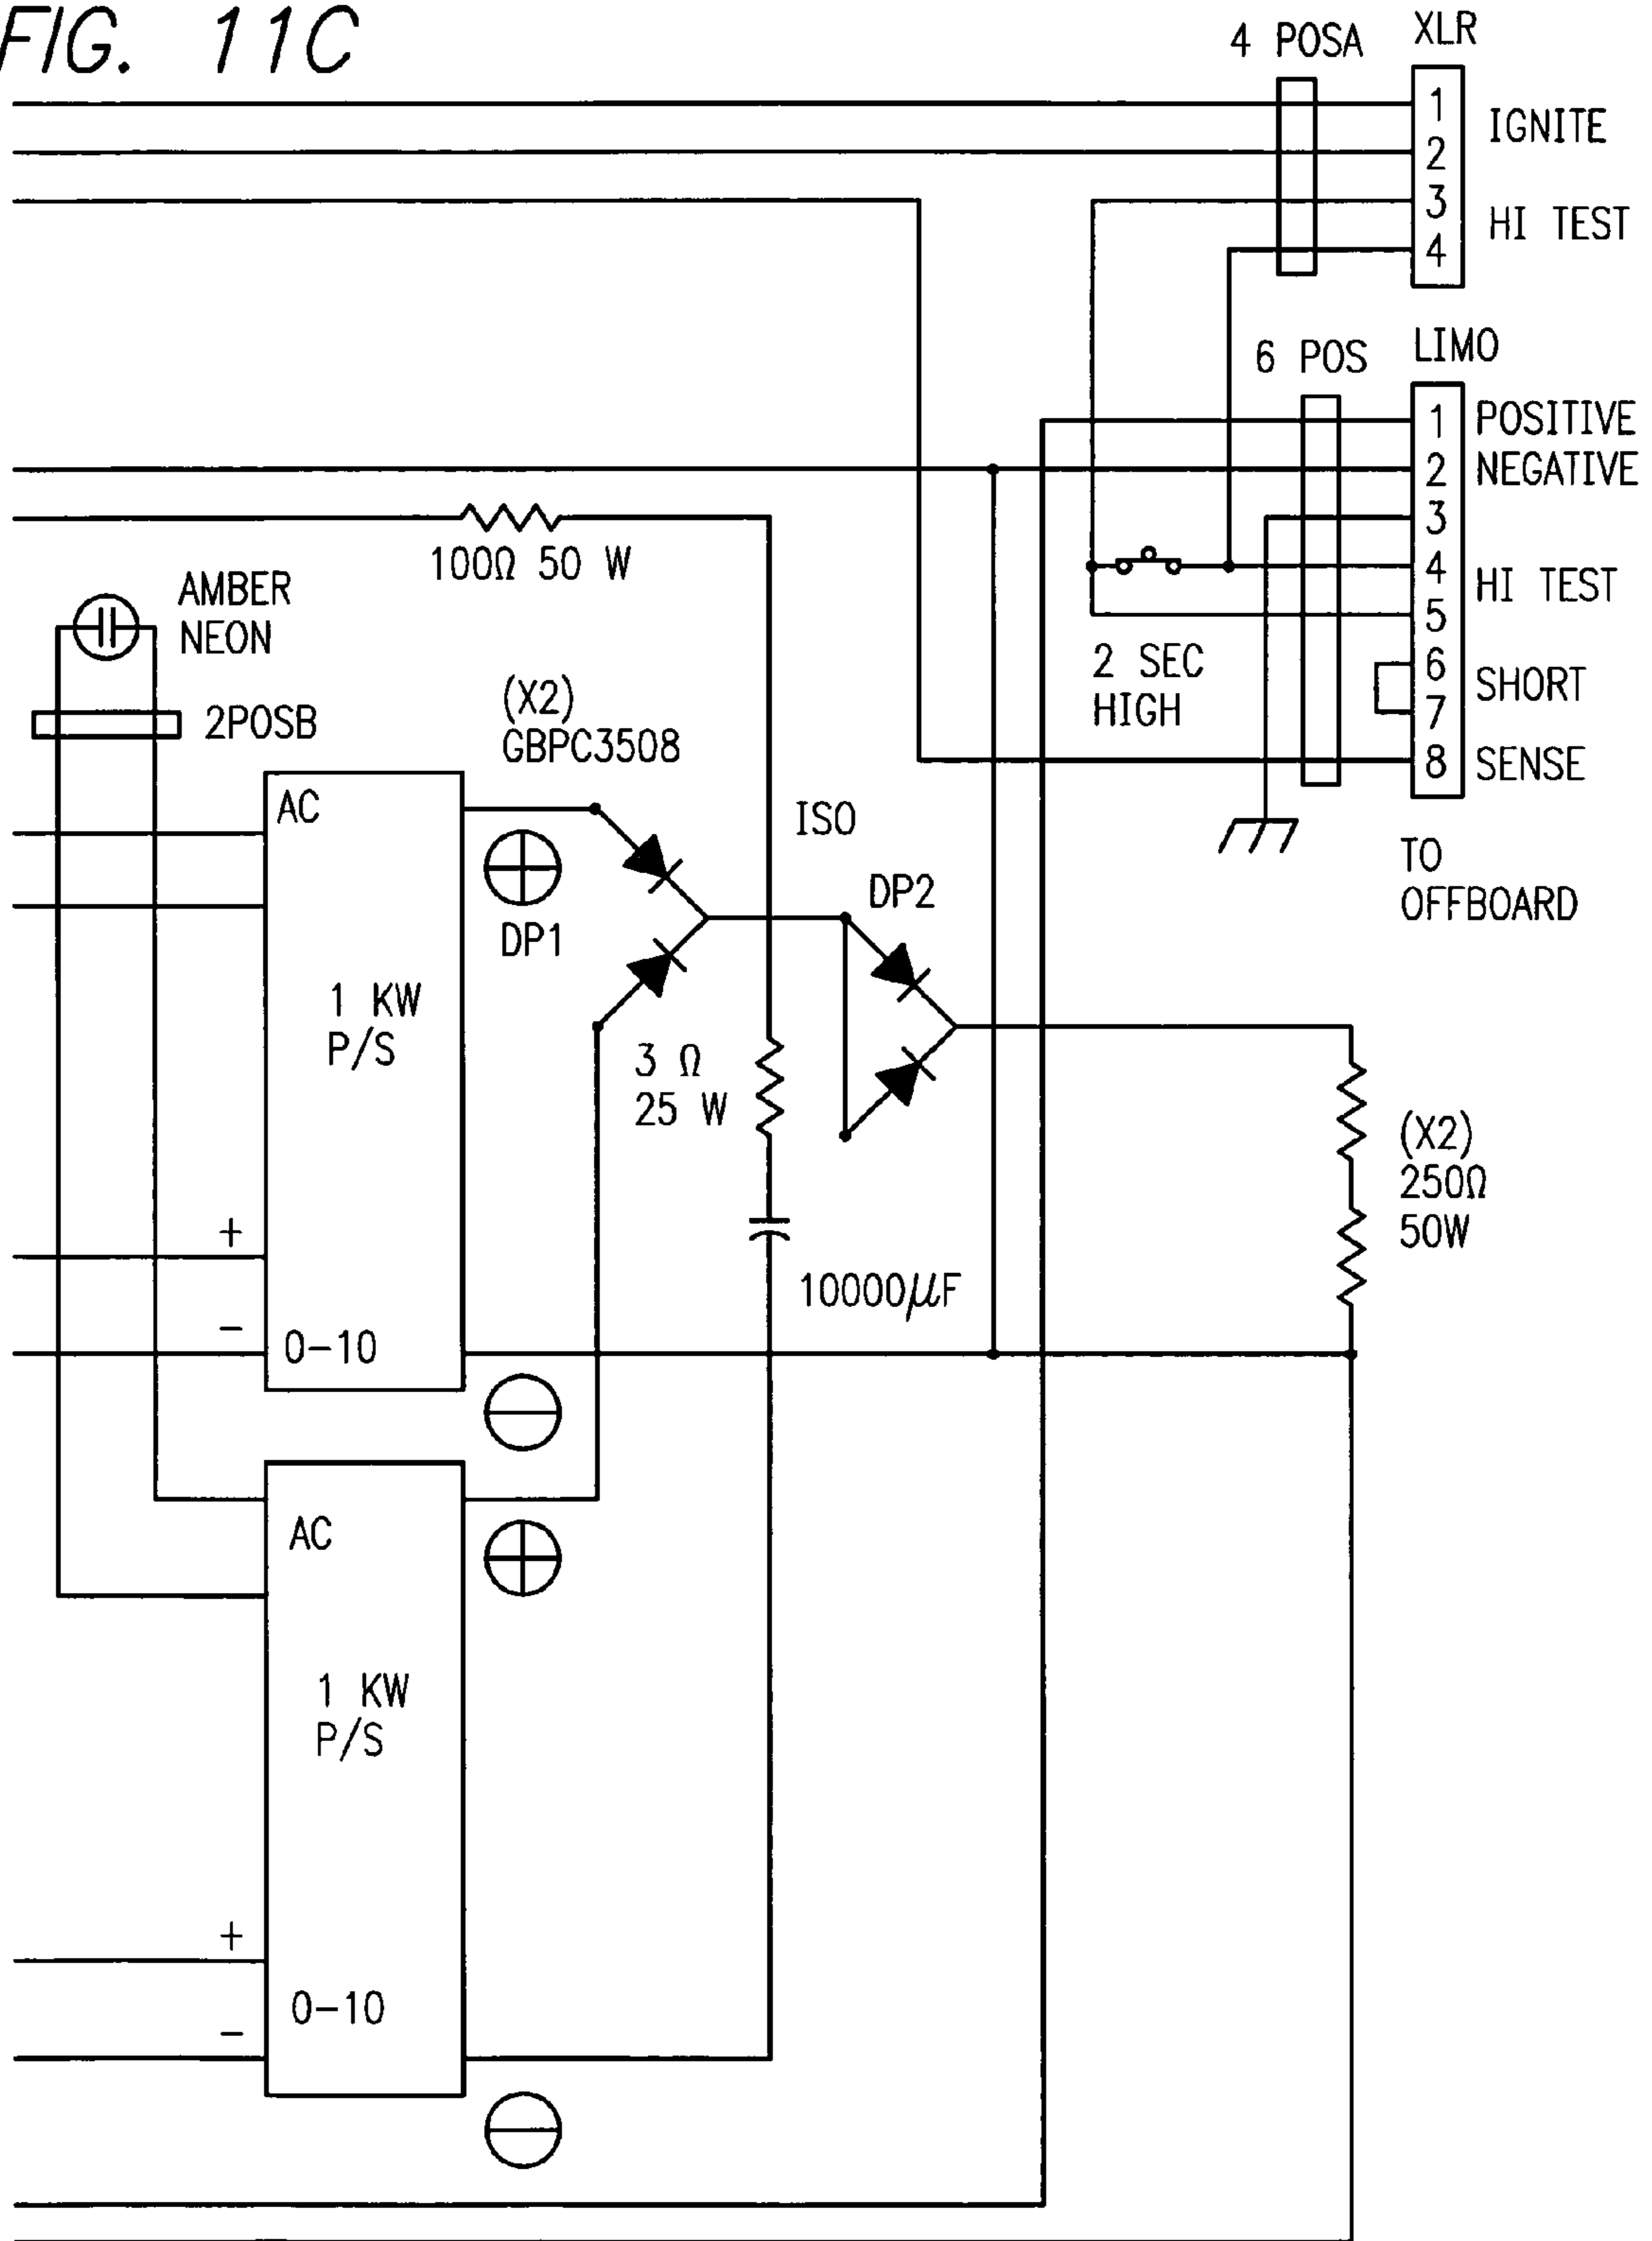 FIG. 11C
4 POSA
XLR
1
2
3
4
IGNITE
HI TEST
6 POS
LIMO
1
2
3
4
5
6
7
8
POSITIVE
NEGATIVE
HI TEST
SHORT
SENSE
2 SEC
HIGH
TO
OFFBOARD
100Ω 50 W
AMBER
NEON
2POSB
(X2)
GBPC3508
AC
ISO
DP1
DP2
1 KW
P/S
3 Ω
25 W
(X2)
250Ω
50W
+
10000μF
−
0-10
AC
1 KW
P/S
+
0-10
−